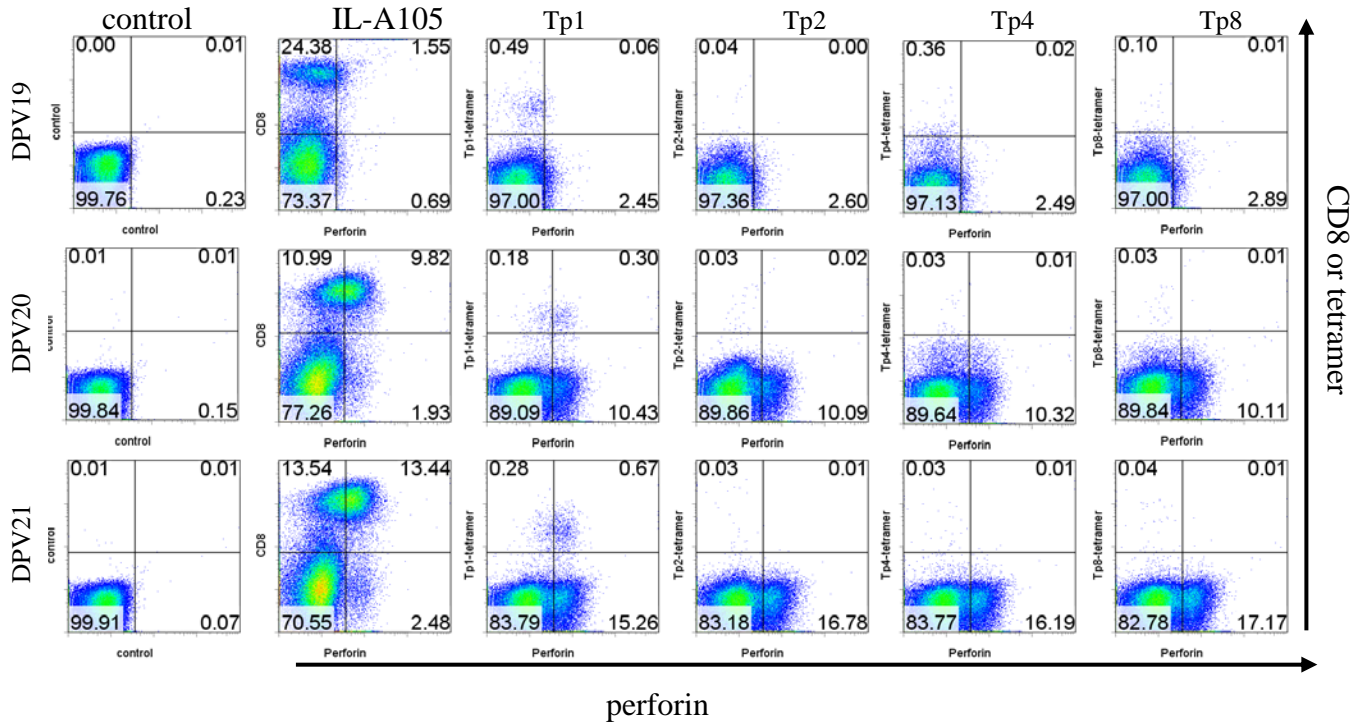 control IL-A105 Tp1 Tp2 Tp4 Tp8
DPV19
control
0.00 0.01
99.76 0.23
control
CD8
24.38 1.55
73.37 0.69
Perforin
Tp1-tetramer
0.49 0.06
97.00 2.45
Perforin
Tp2-tetramer
0.04 0.00
97.36 2.60
Perforin
Tp4-tetramer
0.36 0.02
97.13 2.49
Perforin
Tp8-tetramer
0.10 0.01
97.00 2.89
Perforin
DPV20
control
0.01 0.01
99.84 0.15
control
CD8
10.99 9.82
77.26 1.93
Perforin
Tp1-tetramer
0.18 0.30
89.09 10.43
Perforin
Tp2-tetramer
0.03 0.02
89.86 10.09
Perforin
Tp4-tetramer
0.03 0.01
89.64 10.32
Perforin
Tp8-tetramer
0.03 0.01
89.84 10.11
Perforin
DPV21
control
0.01 0.01
99.91 0.07
control
CD8
13.54 13.44
70.55 2.48
Perforin
Tp1-tetramer
0.28 0.67
83.79 15.26
Perforin
Tp2-tetramer
0.03 0.01
83.18 16.78
Perforin
Tp4-tetramer
0.03 0.01
83.77 16.19
Perforin
Tp8-tetramer
0.04 0.01
82.78 17.17
Perforin
CD8 or tetramer
perforin